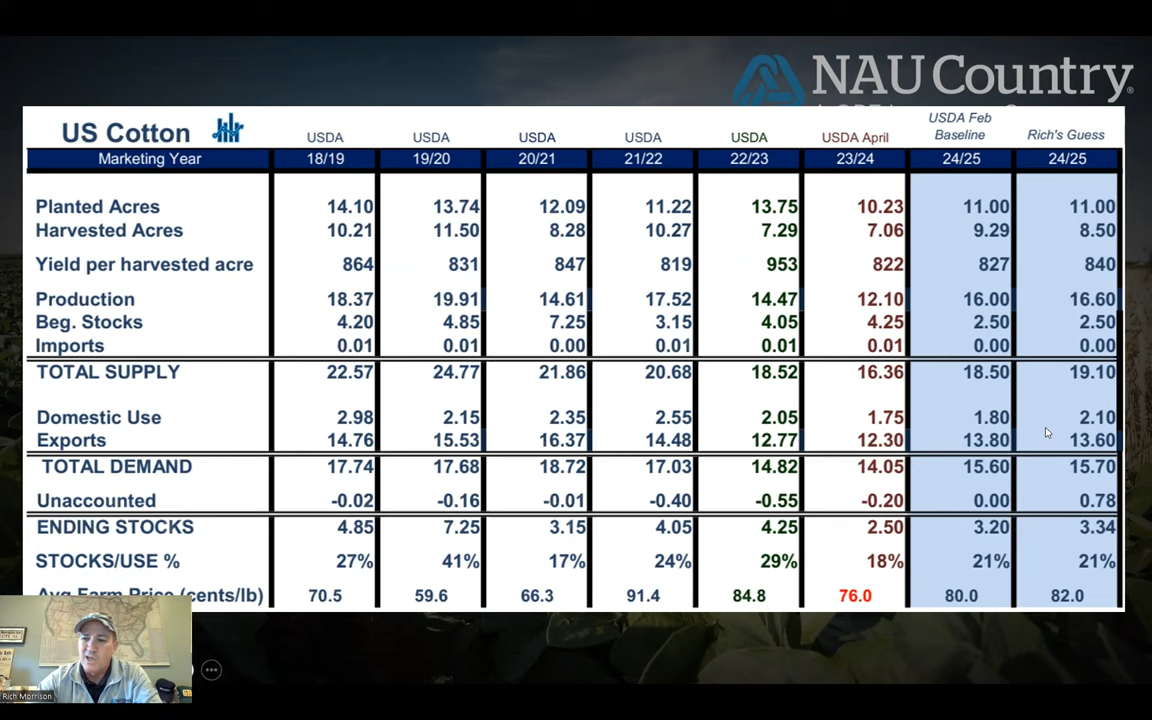 NAU Country®
USDA Feb
US Cotton USDA USDA USDA USDA USDA USDA April Baseline Rich's Guess
Marketing Year 18/19 19/20 20/21 21/22 22/23 23/24 24/25 24/25
Planted Acres 14.10 13.74 12.09 11.22 13.75 10.23 11.00 11.00
Harvested Acres 10.21 11.50 8.28 10.27 7.29 7.06 9.29 8.50
Yield per harvested acre 864 831 847 819 953 822 827 840
Production 18.37 19.91 14.61 17.52 14.47 12.10 16.00 16.60
Beg. Stocks 4.20 4.85 7.25 3.15 4.05 4.25 2.50 2.50
Imports 0.01 0.01 0.00 0.01 0.01 0.01 0.00 0.00
TOTAL SUPPLY 22.57 24.77 21.86 20.68 18.52 16.36 18.50 19.10
Domestic Use 2.98 2.15 2.35 2.55 2.05 1.75 1.80 2.10
Exports 14.76 15.53 16.37 14.48 12.77 12.30 13.80 13.60
TOTAL DEMAND 17.74 17.68 18.72 17.03 14.82 14.05 15.60 15.70
Unaccounted -0.02 -0.16 -0.01 -0.40 -0.55 -0.20 0.00 0.78
ENDING STOCKS 4.85 7.25 3.15 4.05 4.25 2.50 3.20 3.34
STOCKS/USE % 27% 41% 17% 24% 29% 18% 21% 21%
Avg Farm Price (cents/lb) 70.5 59.6 66.3 91.4 84.8 76.0 80.0 82.0
Rich Morrison